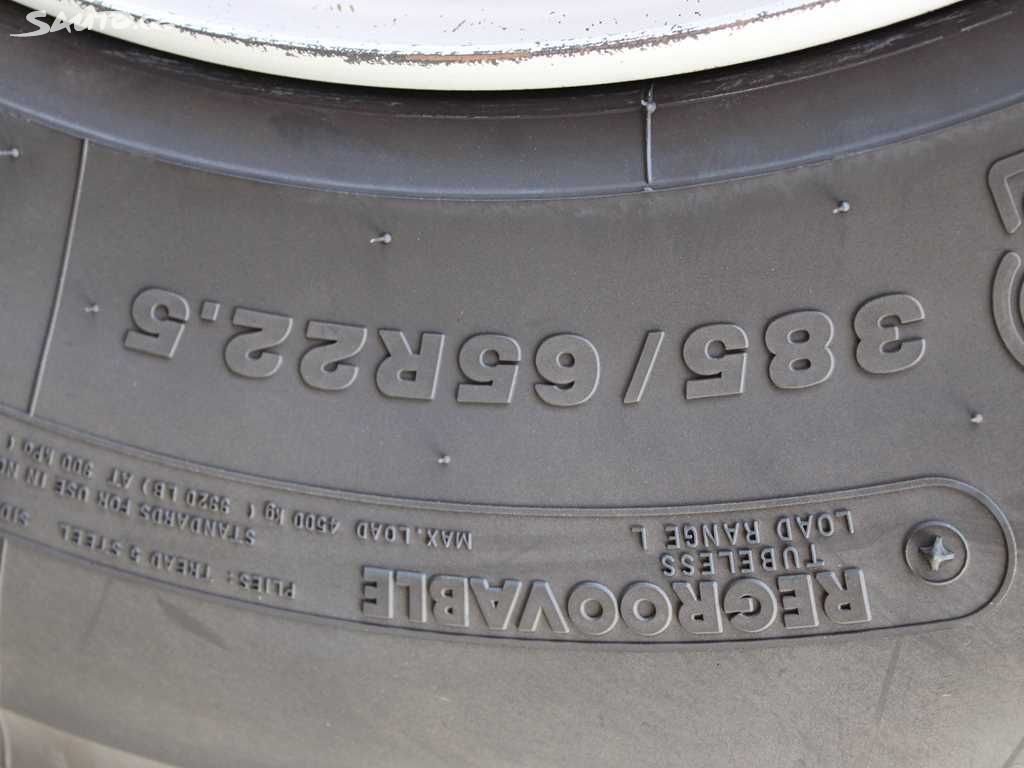 SAUTO.
385/65R22.5
LOAD RANGE L
TUBELESS
REGROOVABLE
MAX. LOAD 4500 kg ( 9920 LB) AT 900 kPa (
STANDARDS FOR USE IN
PLIES: TREAD 5 STEEL